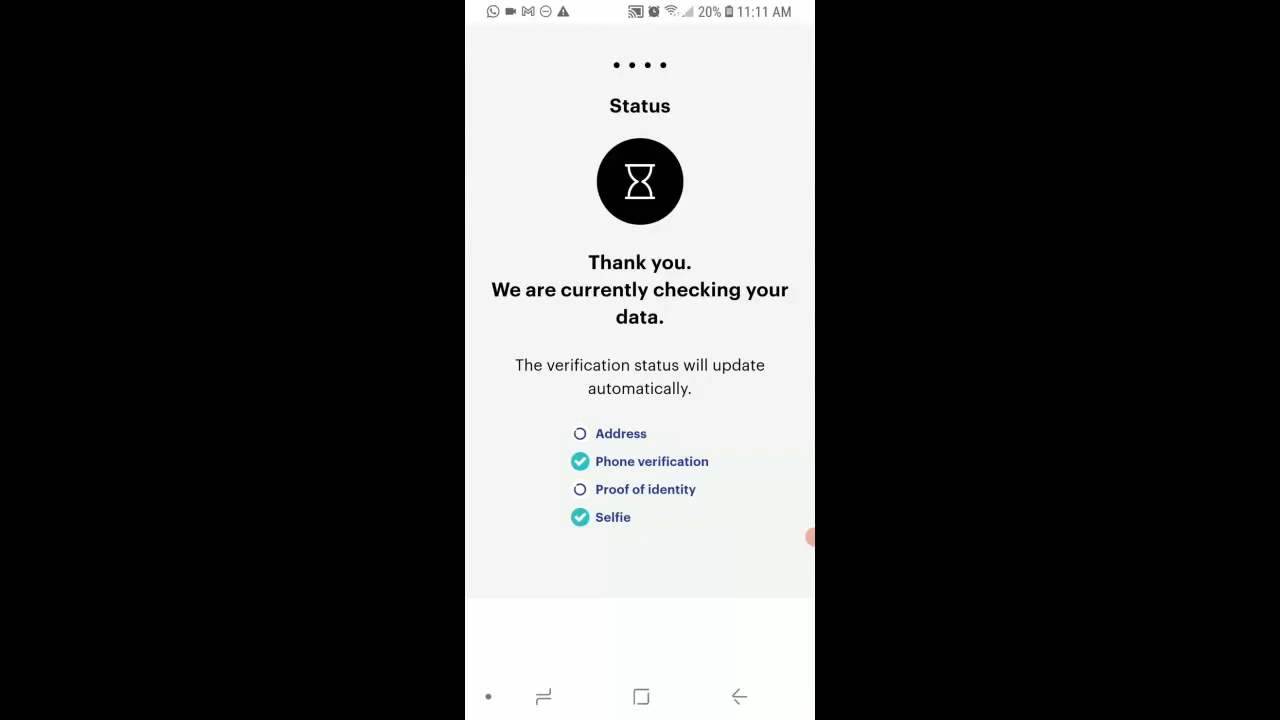 20% 11:11 AM
Status
Thank you.
We are currently checking your
data.
The verification status will update
automatically.
Address
Phone verification
Proof of identity
Selfie